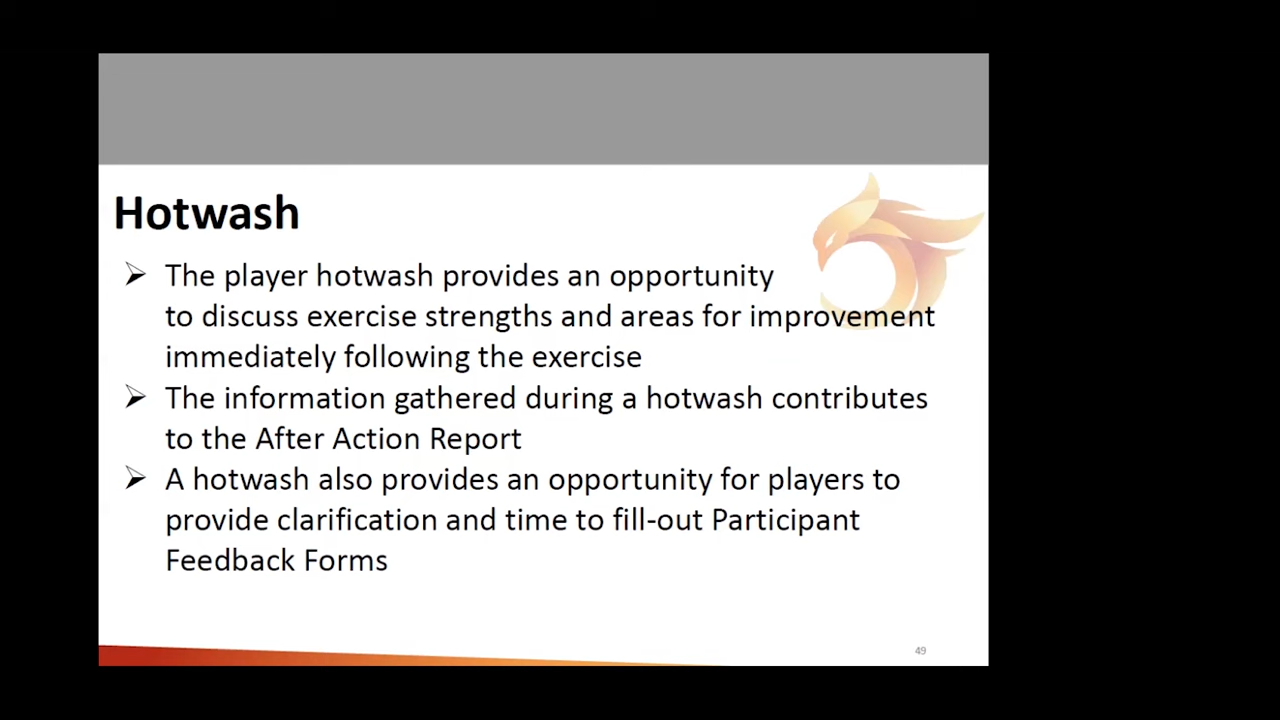 Hotwash
➢ The player hotwash provides an opportunity
to discuss exercise strengths and areas for improvement
immediately following the exercise
➢ The information gathered during a hotwash contributes
to the After Action Report
➢ A hotwash also provides an opportunity for players to
provide clarification and time to fill-out Participant
Feedback Forms
49